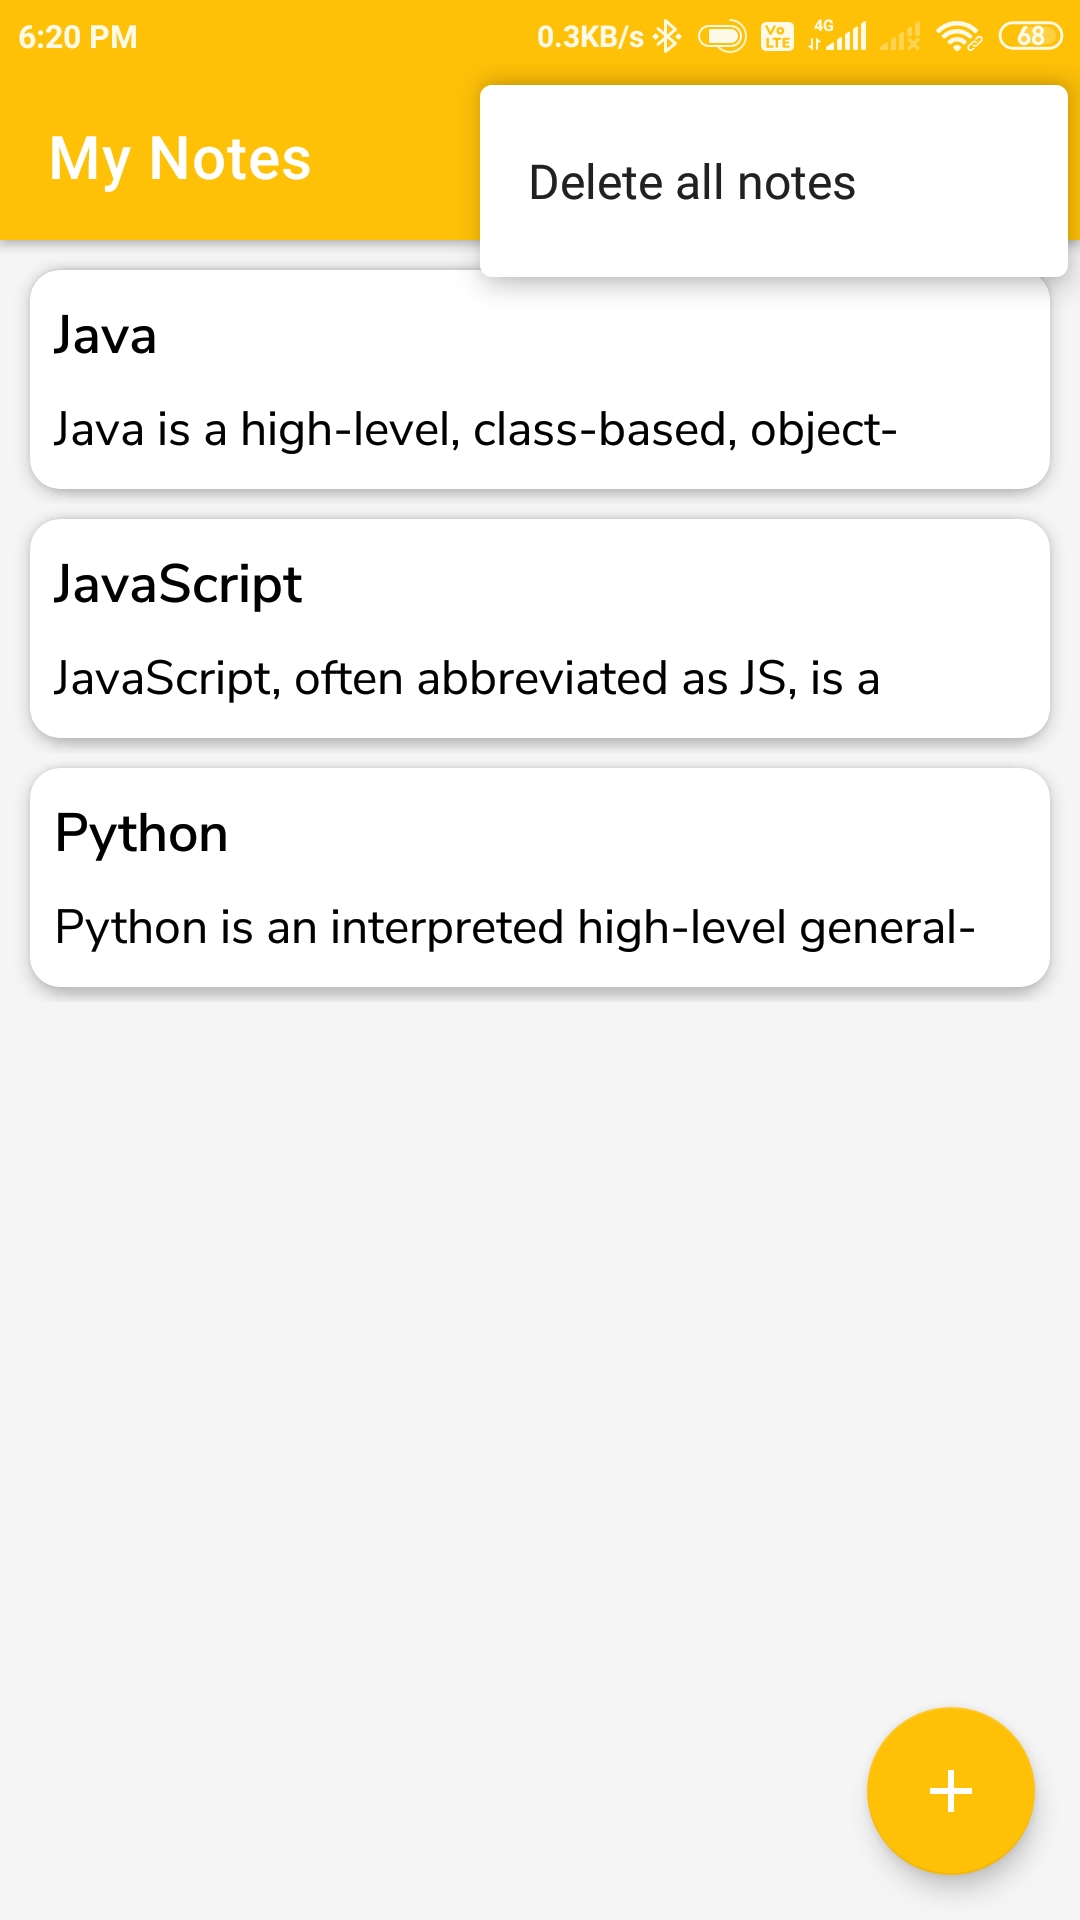 6:20 PM 0.3KB/s Vo LTE 4G 68
My Notes
Delete all notes
Java
Java is a high-level, class-based, object-
JavaScript
JavaScript, often abbreviated as JS, is a
Python
Python is an interpreted high-level general-